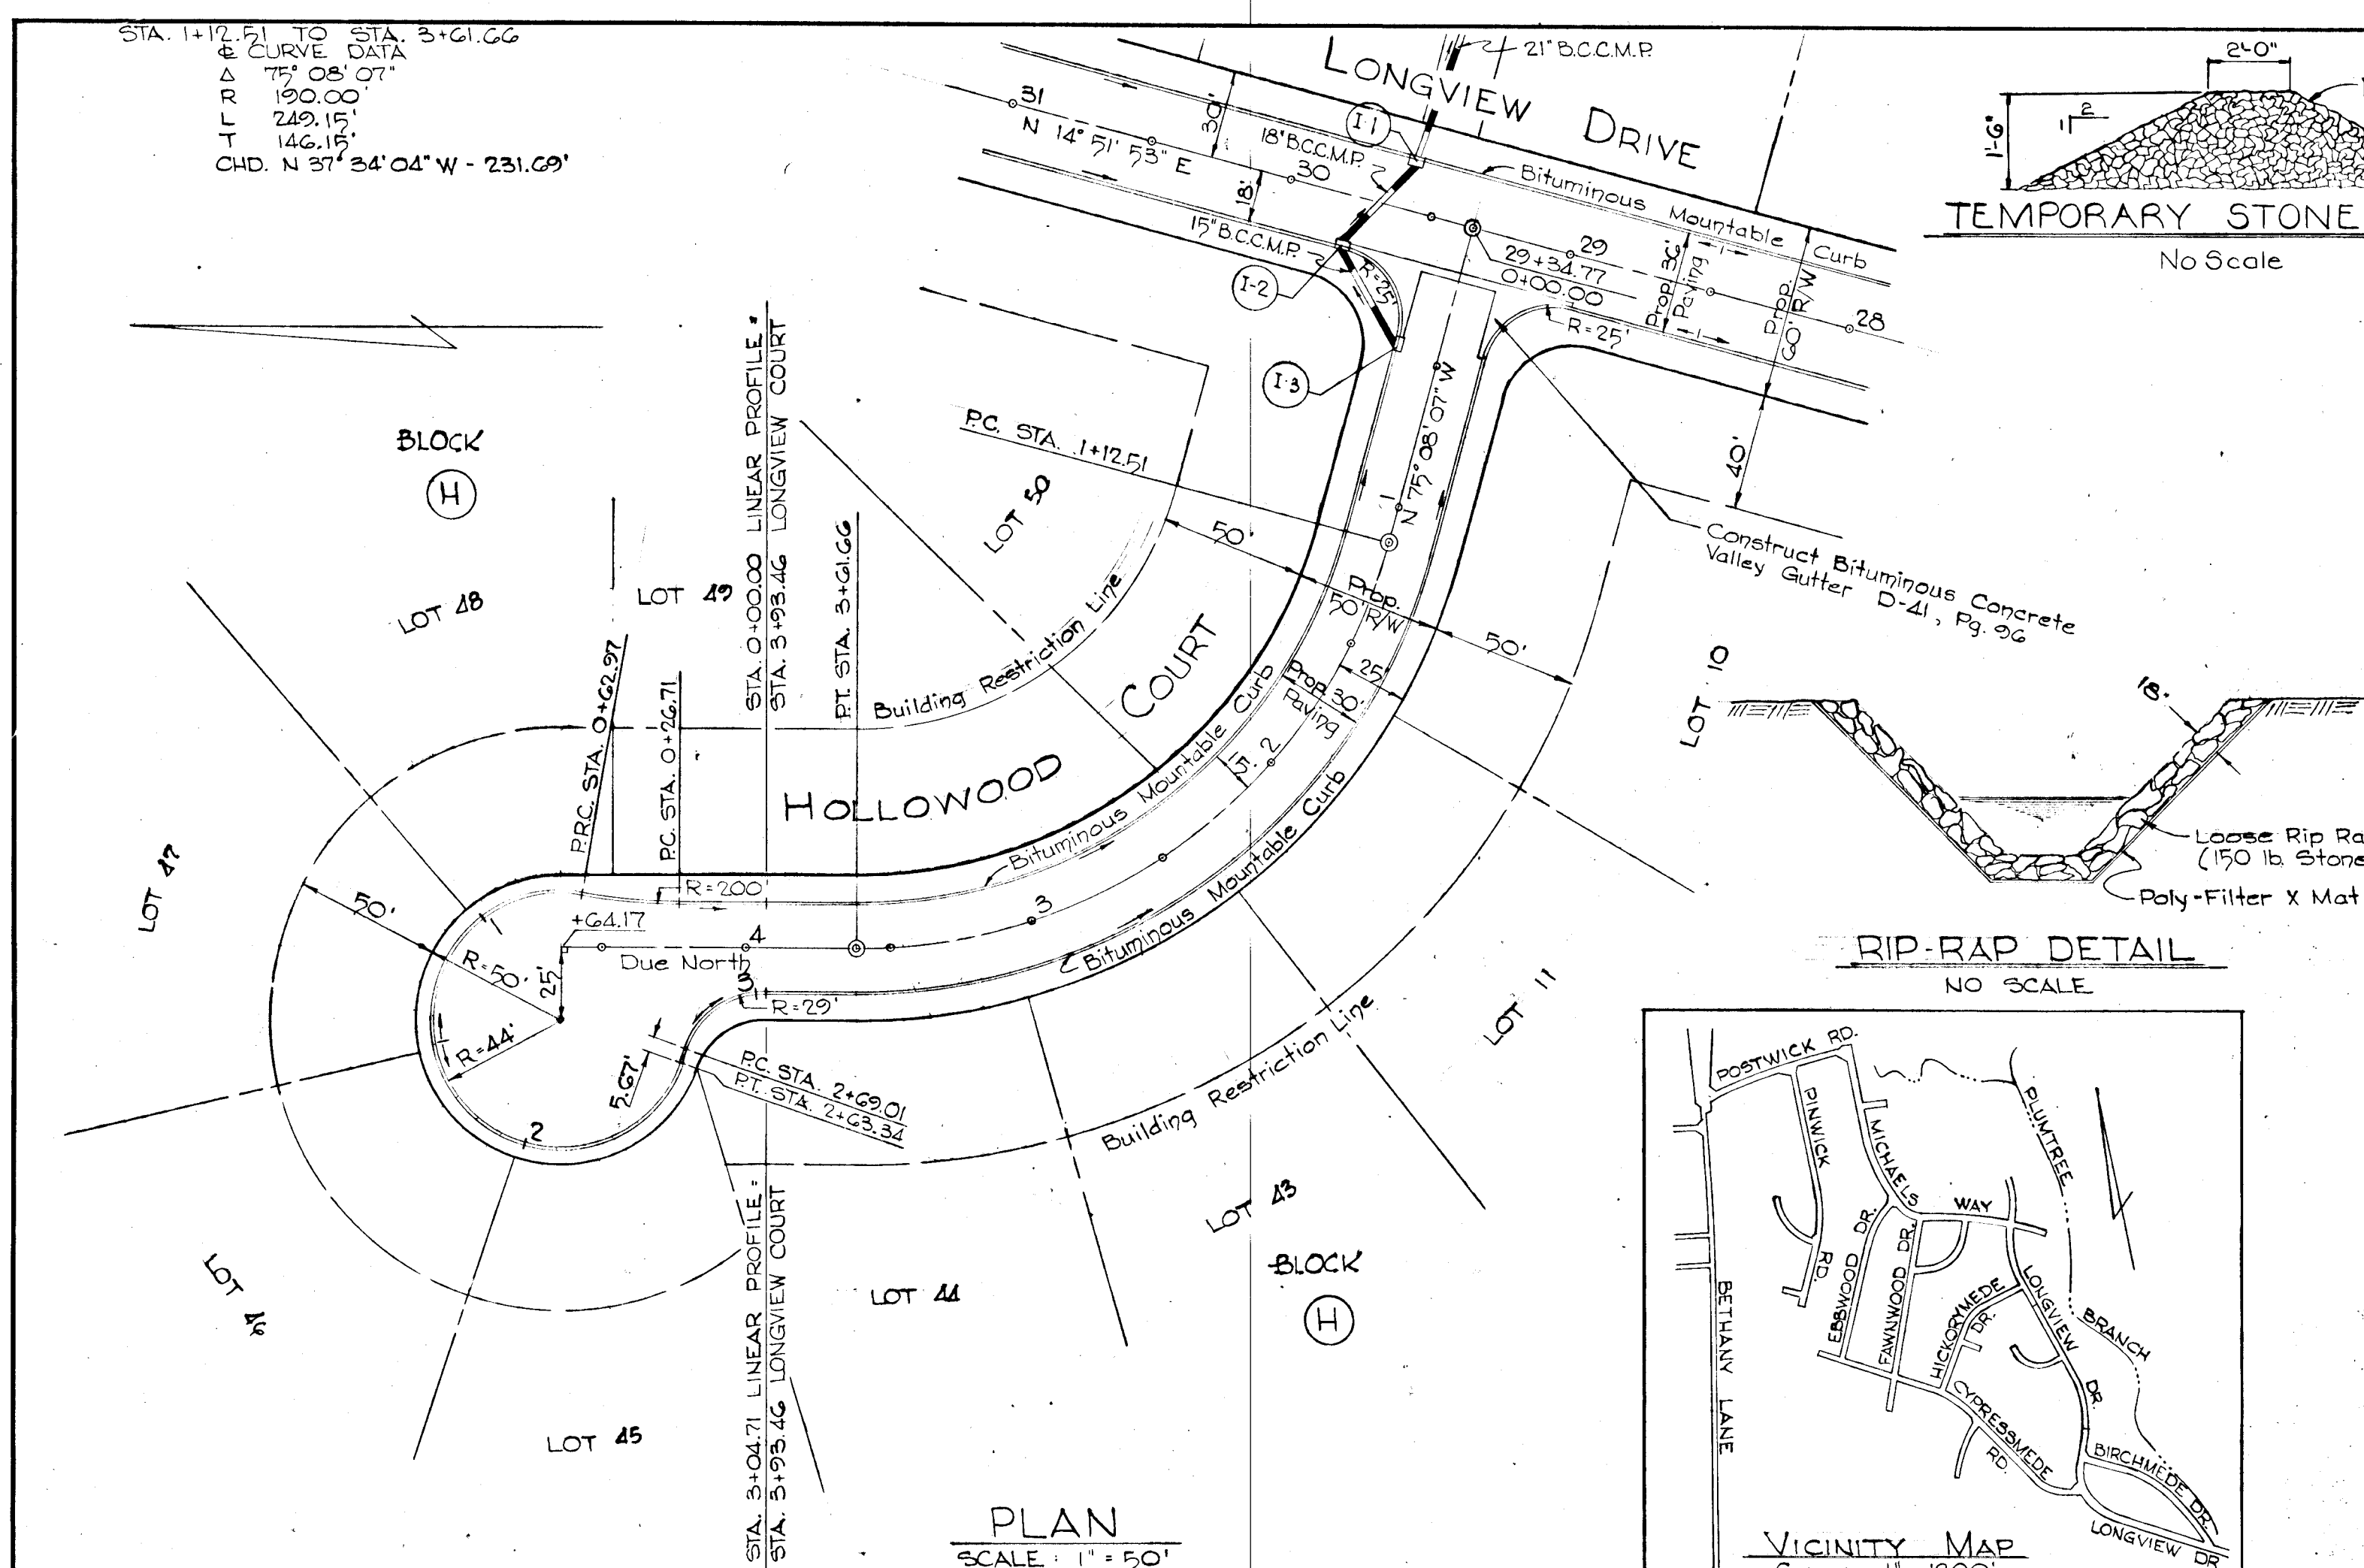 STA. 1+12.51 TO STA. 3+61.66
℄ CURVE DATA
Δ 75° 08' 07"
R 190.00'
L 249.15'
T 146.15'
CHD. N 37° 34' 04" W - 231.69'
21" B.C.C.M.P.
LONGVIEW DRIVE
31
N 14° 51' 53" E
30'
18" B.C.C.M.P.
I-1
30
18'
15" B.C.C.M.P.
Bituminous Mountable Curb
29
29+34.77
0+00.00
Prop. 36'
Paving
Prop.
60' R/W
28
I-2
R=25'
R=25'
I-3
N 75° 08' 07" W
40'
2'-0"
1'-6"
1
2
TEMPORARY STONE
No Scale
BLOCK
H
STA. 0+00.00 LINEAR PROFILE =
STA. 3+93.46 LONGVIEW COURT
P.C. STA. 1+12.51
LOT 50
1
50'
Construct Bituminous Concrete
Valley Gutter D-41, Pg. 96
Prop.
50' R/W
50'
LOT 10
LOT 48
LOT 49
P.T. STA. 3+61.66
P.R.C. STA. 0+62.97
P.C. STA. 0+26.71
Building Restriction Line
HOLLOWOOD COURT
25'
Prop. 30'
Paving
15'
2
Bituminous Mountable Curb
Bituminous Mountable Curb
18"
Loose Rip Ra
(150 lb. Stone
Poly-Filter X Mat
RIP-RAP DETAIL
NO SCALE
LOT 47
50'
R=200'
1
+64.17
4
3
Due North
R=50'
25'
3
R=29'
R=44'
5.67'
P.C. STA. 2+69.01
P.T. STA. 2+63.34
2
Building Restriction Line
LOT 11
LOT 43
BLOCK
H
LOT 46
LOT 44
LOT 45
STA. 3+04.71 LINEAR PROFILE =
STA. 3+93.46 LONGVIEW COURT
PLAN
SCALE: 1" = 50'
POSTWICK RD.
PINWICK
RD.
MICHAELS WAY
PLUMTREE
BRANCH
EBBWOOD DR.
FAWNWOOD DR.
HICKORYMEDE
DR.
LONGVIEW
DR.
BETHANY LANE
CYPRESSMEDE
RD.
BIRCHMEDE DR.
LONGVIEW DR
VICINITY MAP